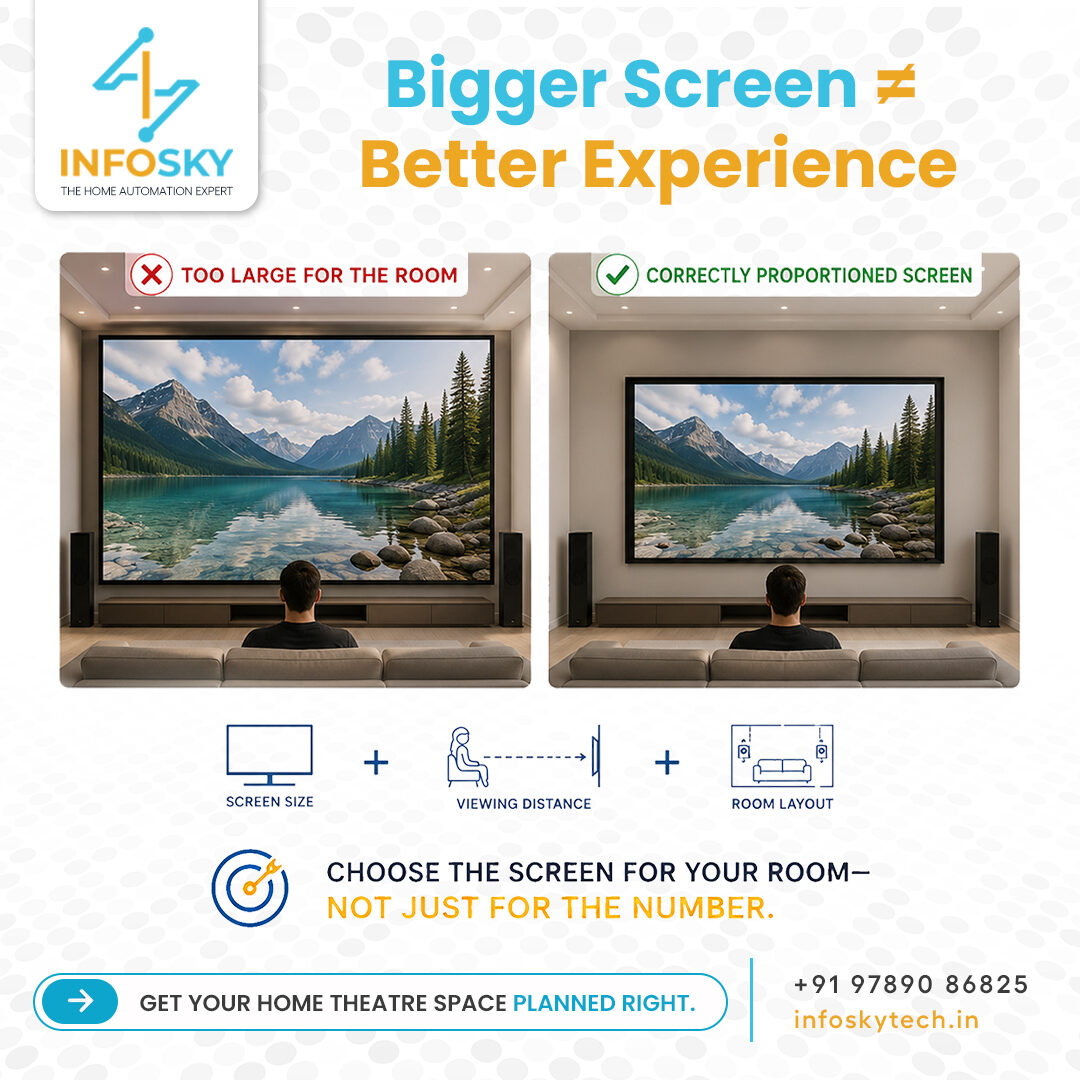 INFOSKY
THE HOME AUTOMATION EXPERT
Bigger Screen ≠
Better Experience
TOO LARGE FOR THE ROOM
CORRECTLY PROPORTIONED SCREEN
SCREEN SIZE
+
VIEWING DISTANCE
+
ROOM LAYOUT
CHOOSE THE SCREEN FOR YOUR ROOM—
NOT JUST FOR THE NUMBER.
GET YOUR HOME THEATRE SPACE PLANNED RIGHT.
+91 97890 86825
infoskytech.in